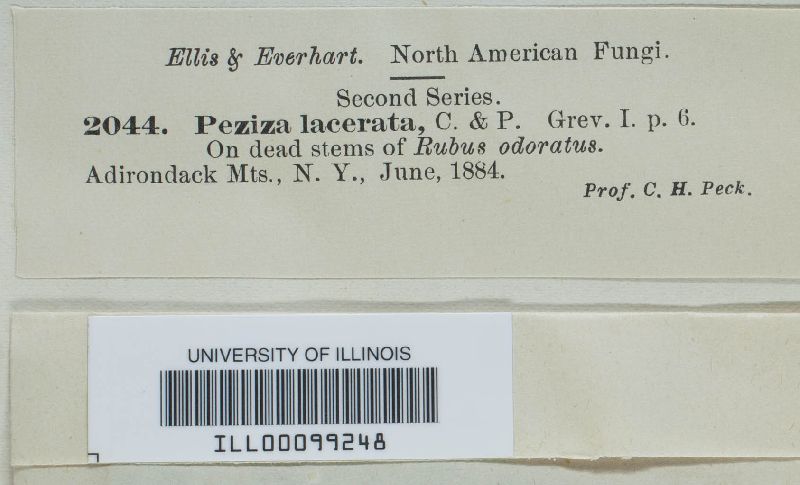 Ellis & Everhart. North American Fungi.
Second Series.
2044. Peziza lacerata, C. & P. Grev. I. p. 6.
On dead stems of Rubus odoratus.
Adirondack Mts., N. Y., June, 1884.
Prof. C. H. Peck.
UNIVERSITY OF ILLINOIS
ILL00099248